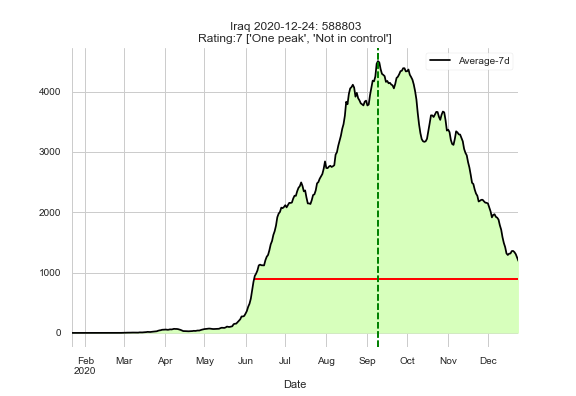 Iraq 2020-12-24: 588803
Rating:7 ['One peak', 'Not in control']
Average-7d
4000
3000
2000
1000
0
Feb Mar Apr May Jun Jul Aug Sep Oct Nov Dec
2020
Date